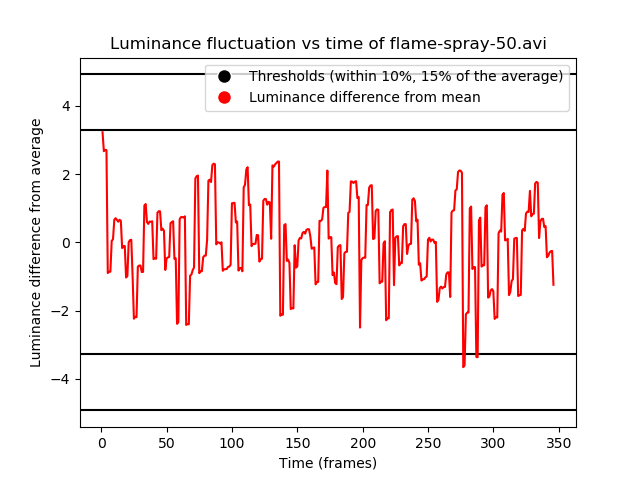 Luminance fluctuation vs time of flame-spray-50.avi
Thresholds (within 10%, 15% of the average)
Luminance difference from mean
Luminance difference from average
4
2
0
−2
−4
0 50 100 150 200 250 300 350
Time (frames)